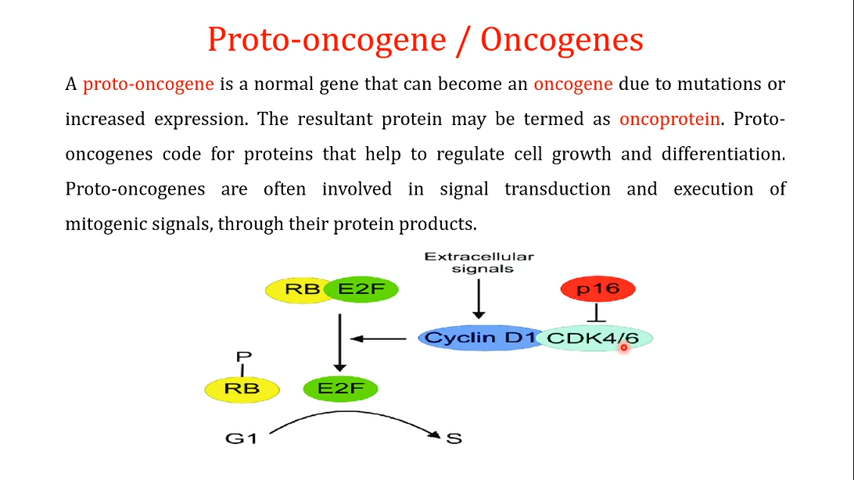 Proto-oncogene / Oncogenes
A proto-oncogene is a normal gene that can become an oncogene due to mutations or
increased expression. The resultant protein may be termed as oncoprotein. Proto-
oncogenes code for proteins that help to regulate cell growth and differentiation.
Proto-oncogenes are often involved in signal transduction and execution of
mitogenic signals, through their protein products.
Extracellular
signals
RB E2F
p16
Cyclin D1 CDK4/6
P
RB E2F
G1 S